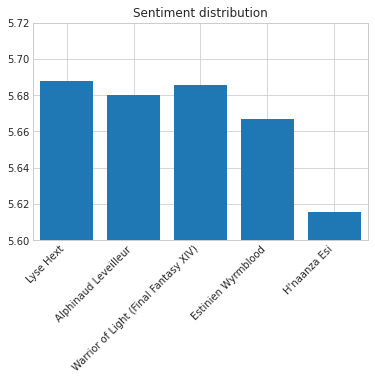 Sentiment distribution
5.72
5.70
5.68
5.66
5.64
5.62
5.60
Lyse Hext
Alphinaud Leveilleur
Warrior of Light (Final Fantasy XIV)
Estinien Wyrmblood
H'naanza Esi